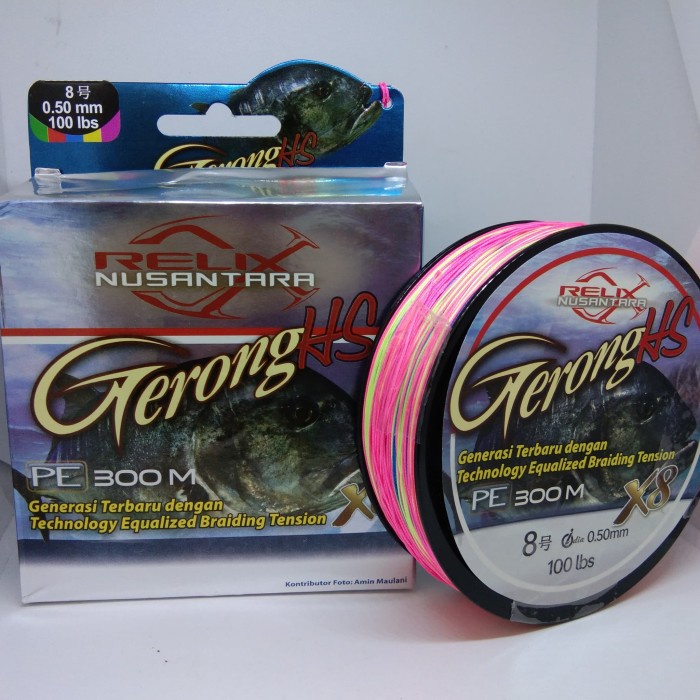 8号
0.50 mm
100 lbs
Gerong HS
RELIX
NUSANTARA
Gerong HS
PE 300 M
Generasi Terbaru dengan
Technology Equalized Braiding Tension
X
Kontributor Foto: Amin Maulani
RELIX
NUSANTARA
Gerong HS
Generasi Terbaru dengan
Technology Equalized Braiding Tension
PE 300 M
X8
8号 dia 0.50mm
100 lbs